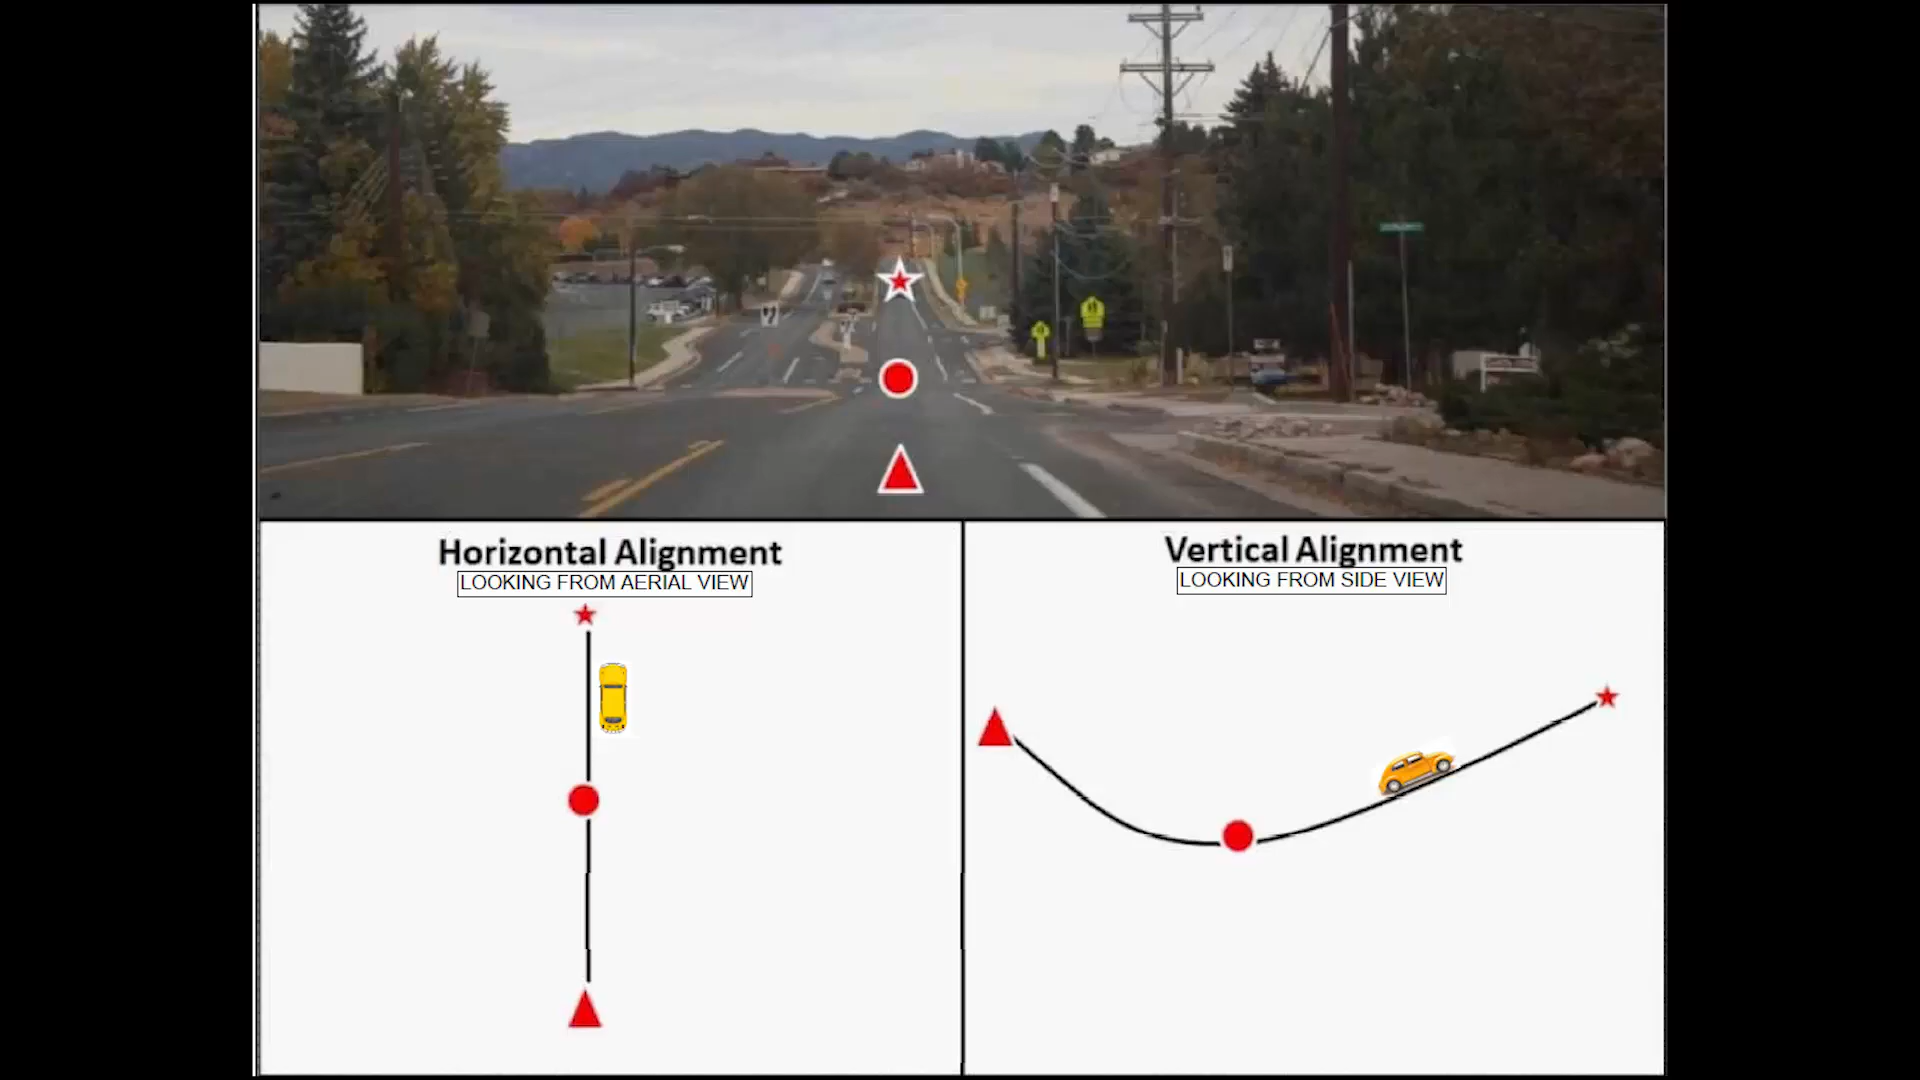 Horizontal Alignment
LOOKING FROM AERIAL VIEW
Vertical Alignment
LOOKING FROM SIDE VIEW